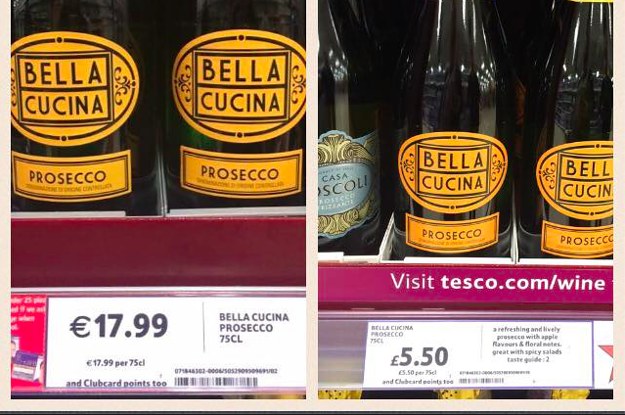 BELLA
CUCINA
PROSECCO
BELLA
CUCINA
PROSECCO
€17.99
BELLA CUCINA
PROSECCO
75CL
€17.99 per 75cl
and Clubcard points too
CASA
BELLA
CUCINA
PROSECCO
BELL
CUCIN
PROSECCO
Visit tesco.com/wine
BELLA CUCINA
PROSECCO
75CL
£5.50
£5.50 per 75cl
and Clubcard points too
a refreshing and lively
prosecco with apple
flavours & floral notes.
great with spicy salads
taste guide : 2